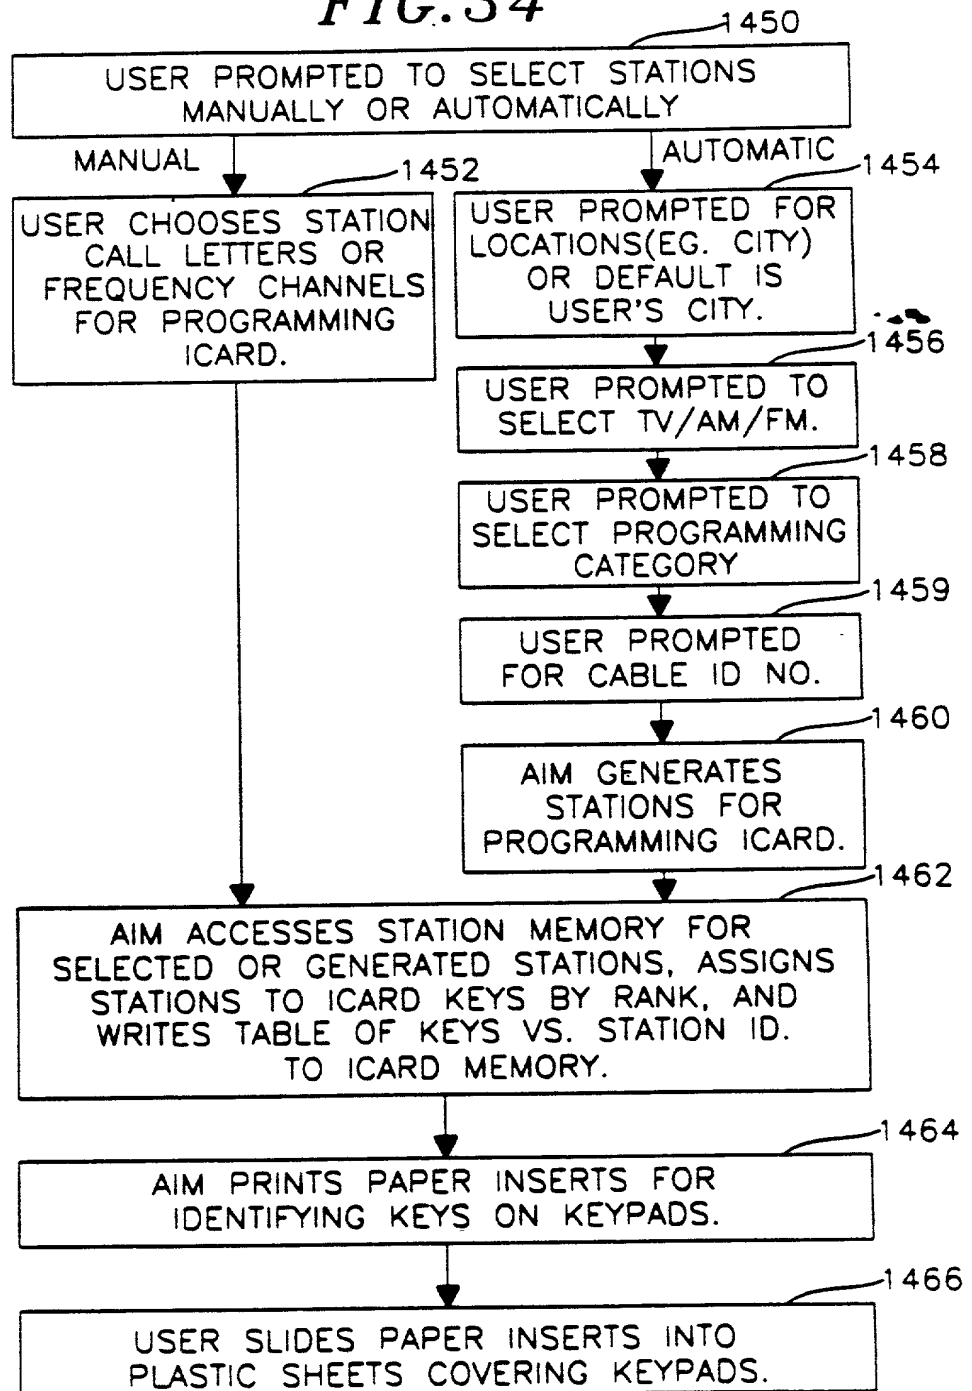 FIG.34
1450
USER PROMPTED TO SELECT STATIONS
MANUALLY OR AUTOMATICALLY
MANUAL
AUTOMATIC
1452
USER CHOOSES STATION
CALL LETTERS OR
FREQUENCY CHANNELS
FOR PROGRAMMING
ICARD.
1454
USER PROMPTED FOR
LOCATIONS(EG. CITY)
OR DEFAULT IS
USER'S CITY.
1456
USER PROMPTED TO
SELECT TV/AM/FM.
1458
USER PROMPTED TO
SELECT PROGRAMMING
CATEGORY
1459
USER PROMPTED
FOR CABLE ID NO.
1460
AIM GENERATES
STATIONS FOR
PROGRAMMING ICARD.
1462
AIM ACCESSES STATION MEMORY FOR
SELECTED OR GENERATED STATIONS, ASSIGNS
STATIONS TO ICARD KEYS BY RANK, AND
WRITES TABLE OF KEYS VS. STATION ID.
TO ICARD MEMORY.
1464
AIM PRINTS PAPER INSERTS FOR
IDENTIFYING KEYS ON KEYPADS.
1466
USER SLIDES PAPER INSERTS INTO
PLASTIC SHEETS COVERING KEYPADS.